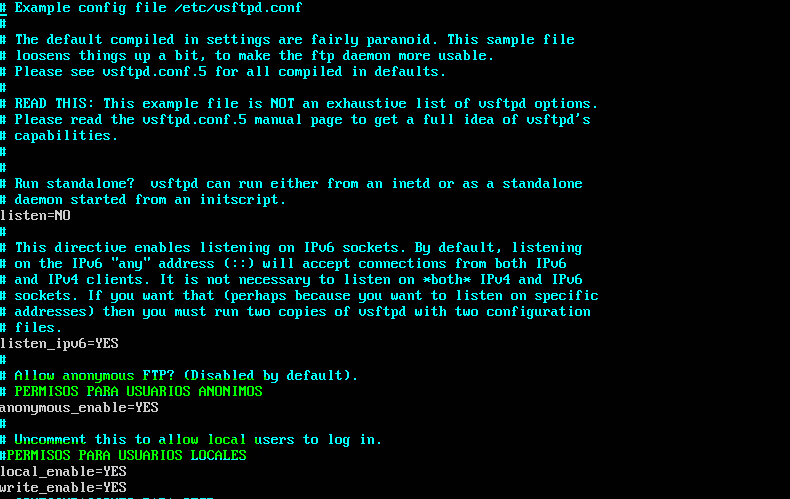 # Example config file /etc/vsftpd.conf
#
# The default compiled in settings are fairly paranoid. This sample file
# loosens things up a bit, to make the ftp daemon more usable.
# Please see vsftpd.conf.5 for all compiled in defaults.
#
# READ THIS: This example file is NOT an exhaustive list of vsftpd options.
# Please read the vsftpd.conf.5 manual page to get a full idea of vsftpd's
# capabilities.
#
#
# Run standalone?  vsftpd can run either from an inetd or as a standalone
# daemon started from an initscript.
listen=NO
#
# This directive enables listening on IPv6 sockets. By default, listening
# on the IPv6 "any" address (::) will accept connections from both IPv6
# and IPv4 clients. It is not necessary to listen on *both* IPv4 and IPv6
# sockets. If you want that (perhaps because you want to listen on specific
# addresses) then you must run two copies of vsftpd with two configuration
# files.
listen_ipv6=YES
#
# Allow anonymous FTP? (Disabled by default).
# PERMISOS PARA USUARIOS ANONIMOS
anonymous_enable=YES
#
# Uncomment this to allow local users to log in.
#PERMISOS PARA USUARIOS LOCALES
local_enable=YES
write_enable=YES